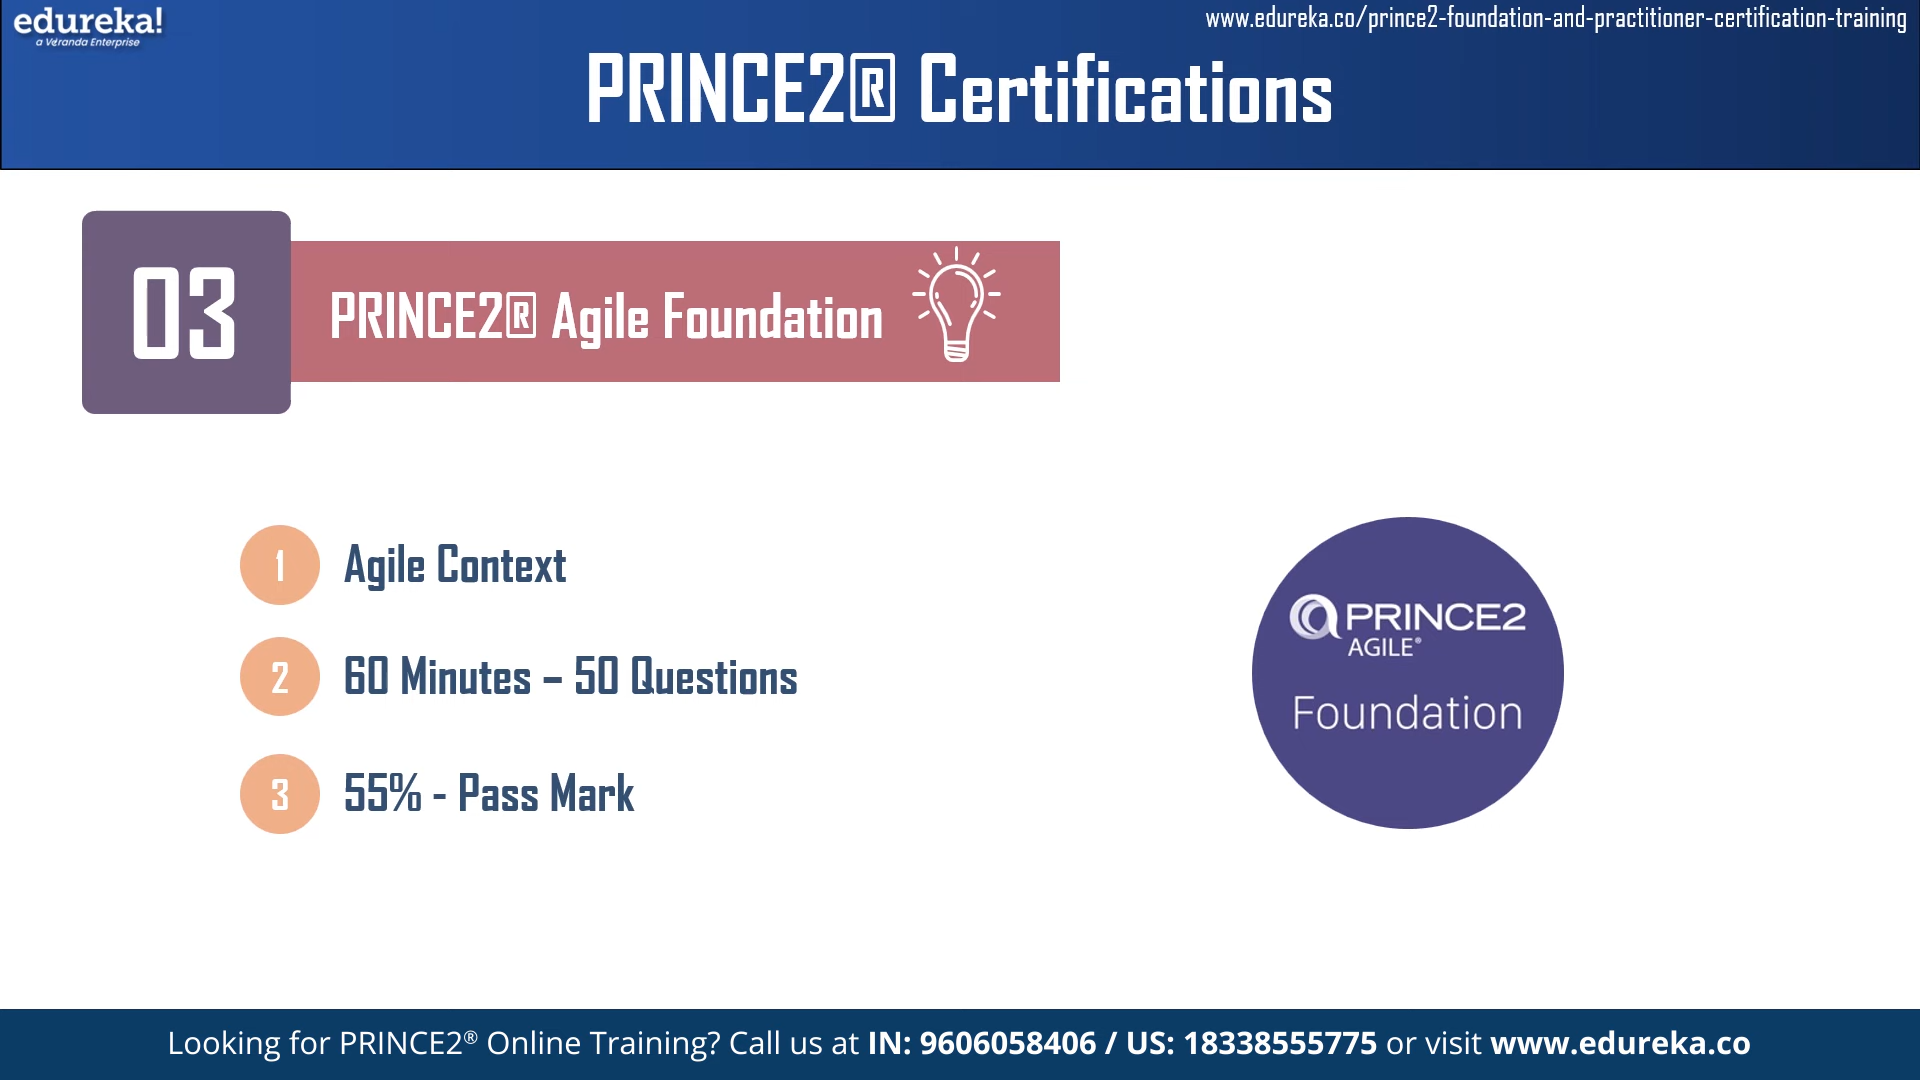 edureka!
a Veranda Enterprise
www.edureka.co/prince2-foundation-and-practitioner-certification-training
PRINCE2® Certifications
03
PRINCE2® Agile Foundation
1 Agile Context
2 60 Minutes – 50 Questions
3 55% - Pass Mark
PRINCE2
AGILE®
Foundation
Looking for PRINCE2® Online Training? Call us at IN: 9606058406 / US: 18338555775 or visit www.edureka.co